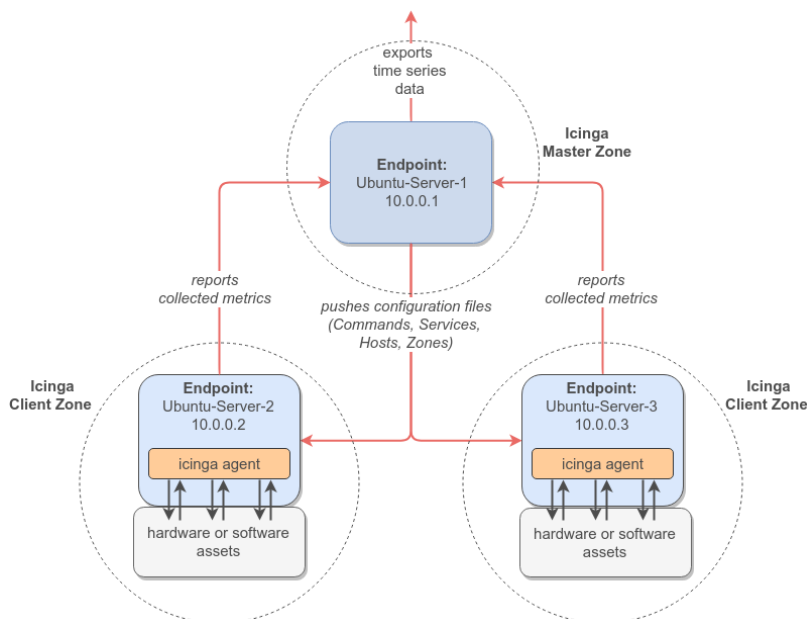 exports
time series
data
Icinga
Master Zone
Endpoint:
Ubuntu-Server-1
10.0.0.1
reports
collected metrics
pushes configuration files
(Commands, Services,
Hosts, Zones)
reports
collected metrics
Icinga
Client Zone
Endpoint:
Ubuntu-Server-2
10.0.0.2
icinga agent
hardware or software
assets
Endpoint:
Ubuntu-Server-3
10.0.0.3
icinga agent
hardware or software
assets
Icinga
Client Zone